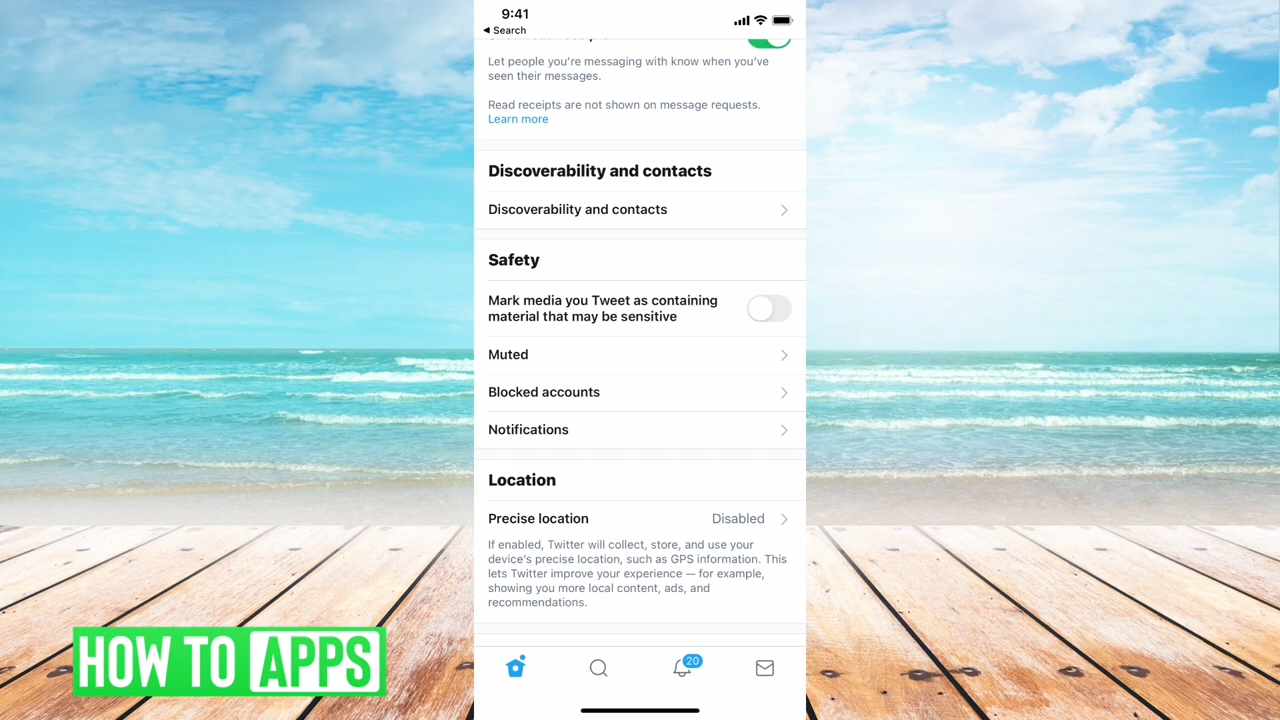 9:41
Search
Let people you're messaging with know when you've
seen their messages.
Read receipts are not shown on message requests.
Learn more
Discoverability and contacts
Discoverability and contacts
Safety
Mark media you Tweet as containing
material that may be sensitive
Muted
Blocked accounts
Notifications
Location
Precise location Disabled
If enabled, Twitter will collect, store, and use your
device's precise location, such as GPS information. This
lets Twitter improve your experience — for example,
showing you more local content, ads, and
recommendations.
20
HOW TO APPS